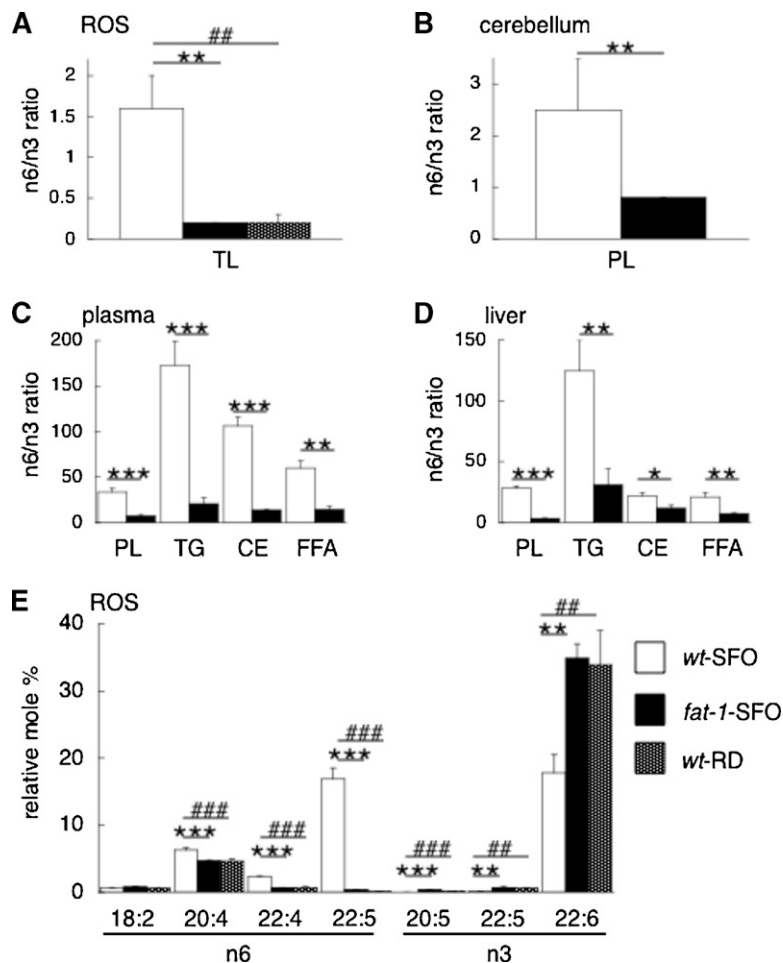 A ROS
##
**
n6/n3 ratio
2
1.5
1
0.5
0
TL
B cerebellum
**
n6/n3 ratio
3
2
1
0
PL
C plasma
n6/n3 ratio
200
150
100
50
0
***
***
***
**
PL TG CE FFA
D liver
n6/n3 ratio
150
100
50
0
***
**
*
**
PL TG CE FFA
E ROS
relative mole %
40
30
20
10
0
###
***
###
***
###
***
###
***
##
**
##
**
18:2 20:4 22:4 22:5 20:5 22:5 22:6
n6 n3
wt-SFO
fat-1-SFO
wt-RD